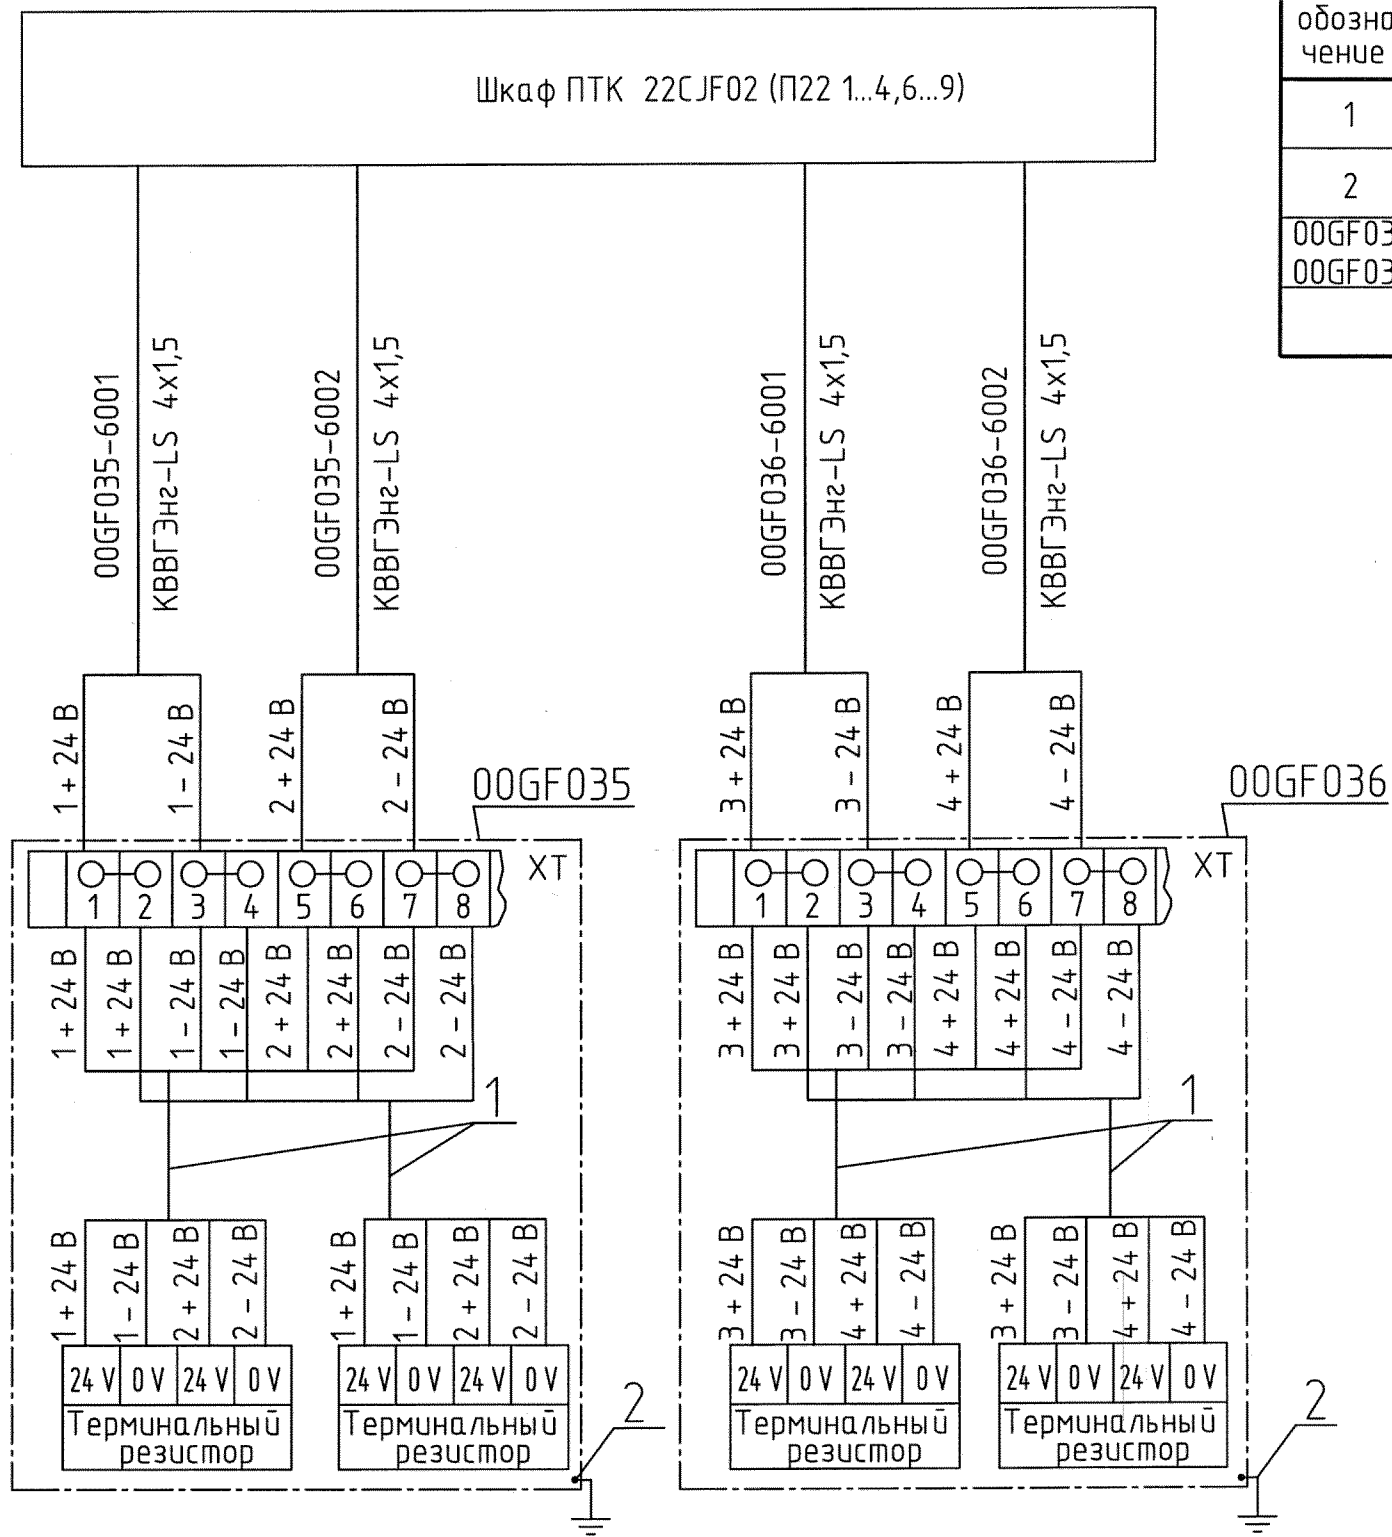 Шкаф ПТК 22CJF02 (П22 1...4,6...9)
обозна
чение
1
2
00GF03
00GF03
00GF035-6001
КВВГЭнг-LS 4х1,5
00GF035-6002
КВВГЭнг-LS 4х1,5
00GF036-6001
КВВГЭнг-LS 4х1,5
00GF036-6002
КВВГЭнг-LS 4х1,5
1 + 24 В
1 - 24 В
2 + 24 В
2 - 24 В
00GF035
3 + 24 В
3 - 24 В
4 + 24 В
4 - 24 В
00GF036
ХТ
1 2 3 4 5 6 7 8
ХТ
1 2 3 4 5 6 7 8
1 + 24 В
1 + 24 В
1 - 24 В
1 - 24 В
2 + 24 В
2 + 24 В
2 - 24 В
2 - 24 В
3 + 24 В
3 + 24 В
3 - 24 В
3 - 24 В
4 + 24 В
4 + 24 В
4 - 24 В
4 - 24 В
1
1
1 + 24 В
1 - 24 В
2 + 24 В
2 - 24 В
1 + 24 В
1 - 24 В
2 + 24 В
2 - 24 В
3 + 24 В
3 - 24 В
4 + 24 В
4 - 24 В
3 + 24 В
3 - 24 В
4 + 24 В
4 - 24 В
24 V 0 V 24 V 0 V
Терминальный
резистор
24 V 0 V 24 V 0 V
Терминальный
резистор
2
24 V 0 V 24 V 0 V
Терминальный
резистор
24 V 0 V 24 V 0 V
Терминальный
резистор
2